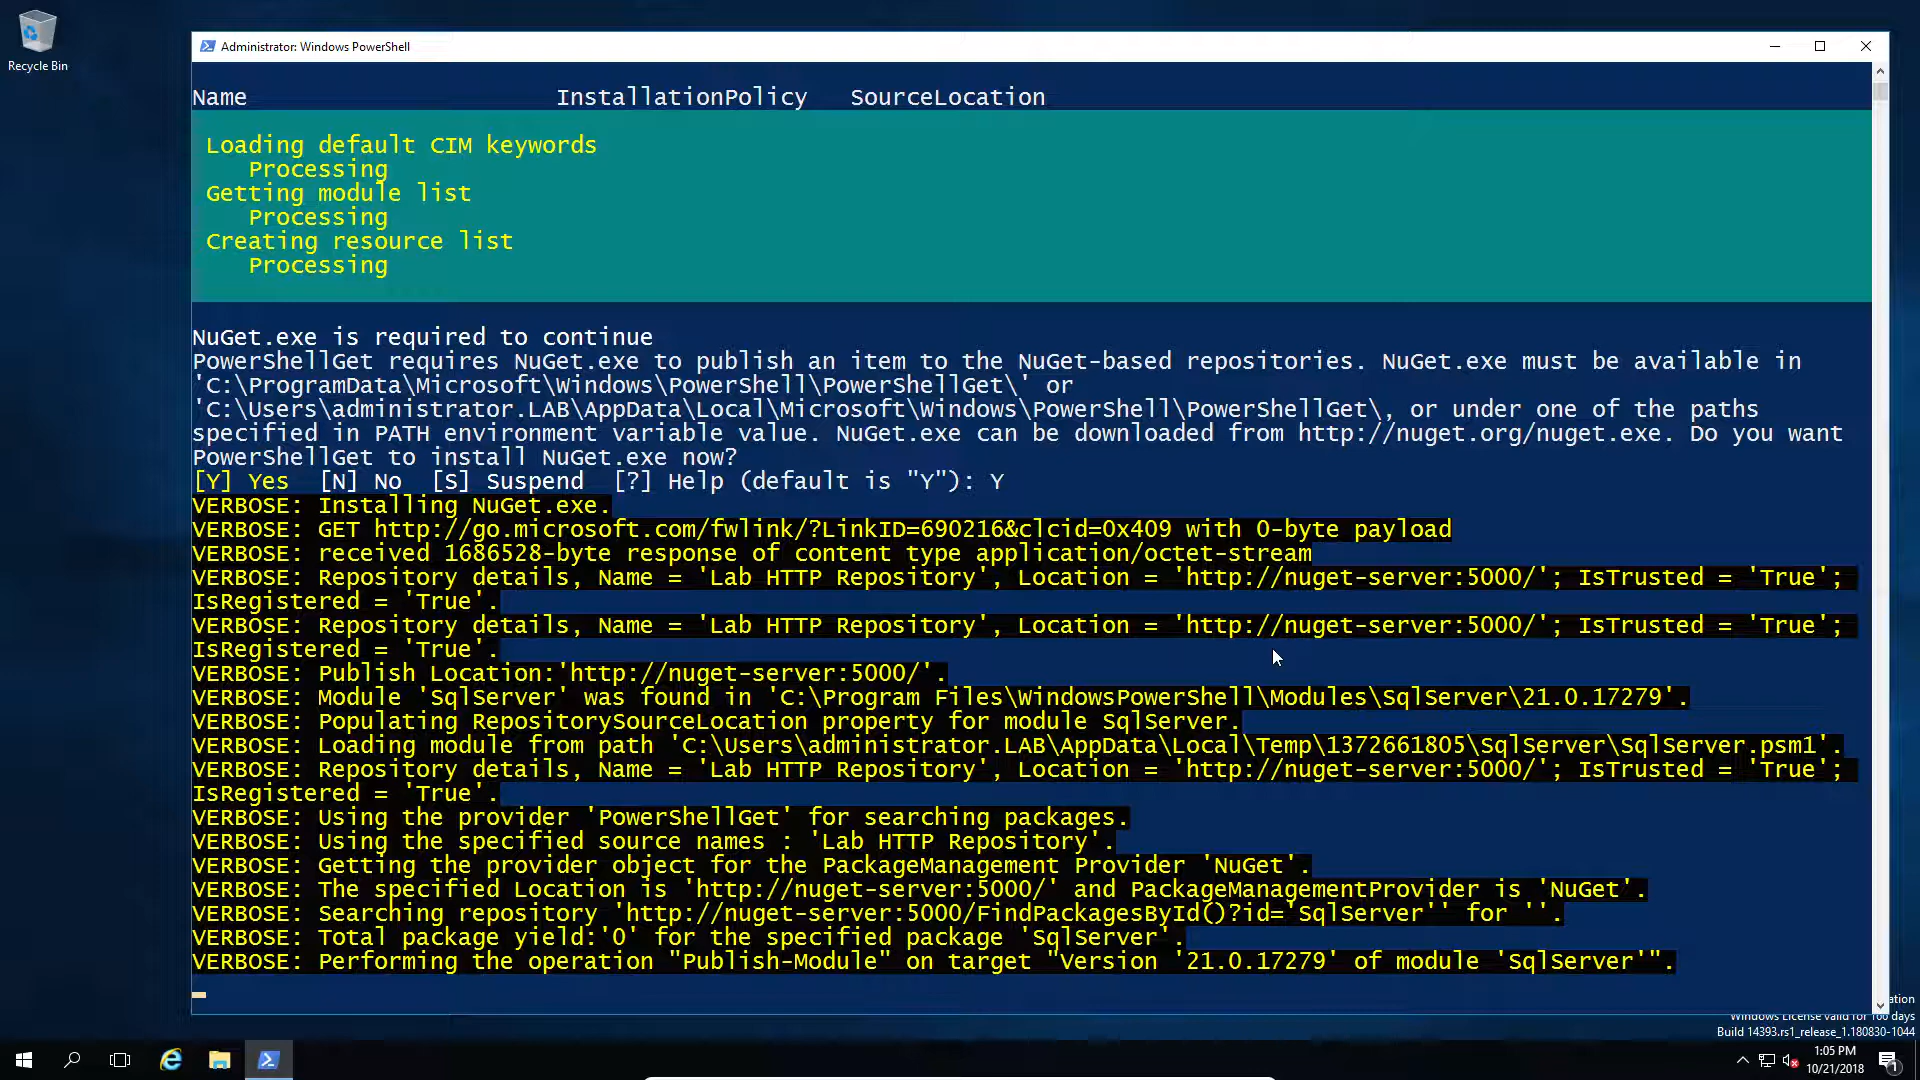 Recycle Bin
Administrator: Windows PowerShell
Name InstallationPolicy SourceLocation
Loading default CIM keywords
Processing
Getting module list
Processing
Creating resource list
Processing
NuGet.exe is required to continue
PowerShellGet requires NuGet.exe to publish an item to the NuGet-based repositories. NuGet.exe must be available in
'C:\ProgramData\Microsoft\Windows\PowerShell\PowerShellGet\' or
'C:\Users\administrator.LAB\AppData\Local\Microsoft\Windows\PowerShell\PowerShellGet\, or under one of the paths
specified in PATH environment variable value. NuGet.exe can be downloaded from http://nuget.org/nuget.exe. Do you want
PowerShellGet to install NuGet.exe now?
[Y] Yes [N] No [S] Suspend [?] Help (default is "Y"): Y
VERBOSE: Installing NuGet.exe.
VERBOSE: GET http://go.microsoft.com/fwlink/?LinkID=690216&clcid=0x409 with 0-byte payload
VERBOSE: received 1686528-byte response of content type application/octet-stream
VERBOSE: Repository details, Name = 'Lab HTTP Repository', Location = 'http://nuget-server:5000/'; IsTrusted = 'True';
IsRegistered = 'True'.
VERBOSE: Repository details, Name = 'Lab HTTP Repository', Location = 'http://nuget-server:5000/'; IsTrusted = 'True';
IsRegistered = 'True'.
VERBOSE: Publish Location:'http://nuget-server:5000/'.
VERBOSE: Module 'SqlServer' was found in 'C:\Program Files\WindowsPowerShell\Modules\SqlServer\21.0.17279'.
VERBOSE: Populating RepositorySourceLocation property for module SqlServer.
VERBOSE: Loading module from path 'C:\Users\administrator.LAB\AppData\Local\Temp\1372661805\SqlServer\SqlServer.psm1'.
VERBOSE: Repository details, Name = 'Lab HTTP Repository', Location = 'http://nuget-server:5000/'; IsTrusted = 'True';
IsRegistered = 'True'.
VERBOSE: Using the provider 'PowerShellGet' for searching packages.
VERBOSE: Using the specified source names : 'Lab HTTP Repository'.
VERBOSE: Getting the provider object for the PackageManagement Provider 'NuGet'.
VERBOSE: The specified Location is 'http://nuget-server:5000/' and PackageManagementProvider is 'NuGet'.
VERBOSE: Searching repository 'http://nuget-server:5000/FindPackagesById()?id='SqlServer'' for ''.
VERBOSE: Total package yield:'0' for the specified package 'SqlServer'.
VERBOSE: Performing the operation "Publish-Module" on target "Version '21.0.17279' of module 'SqlServer'".
ation
Windows License valid for 166 days
Build 14393.rs1_release_1.180830-1044
1:05 PM
10/21/2018
1